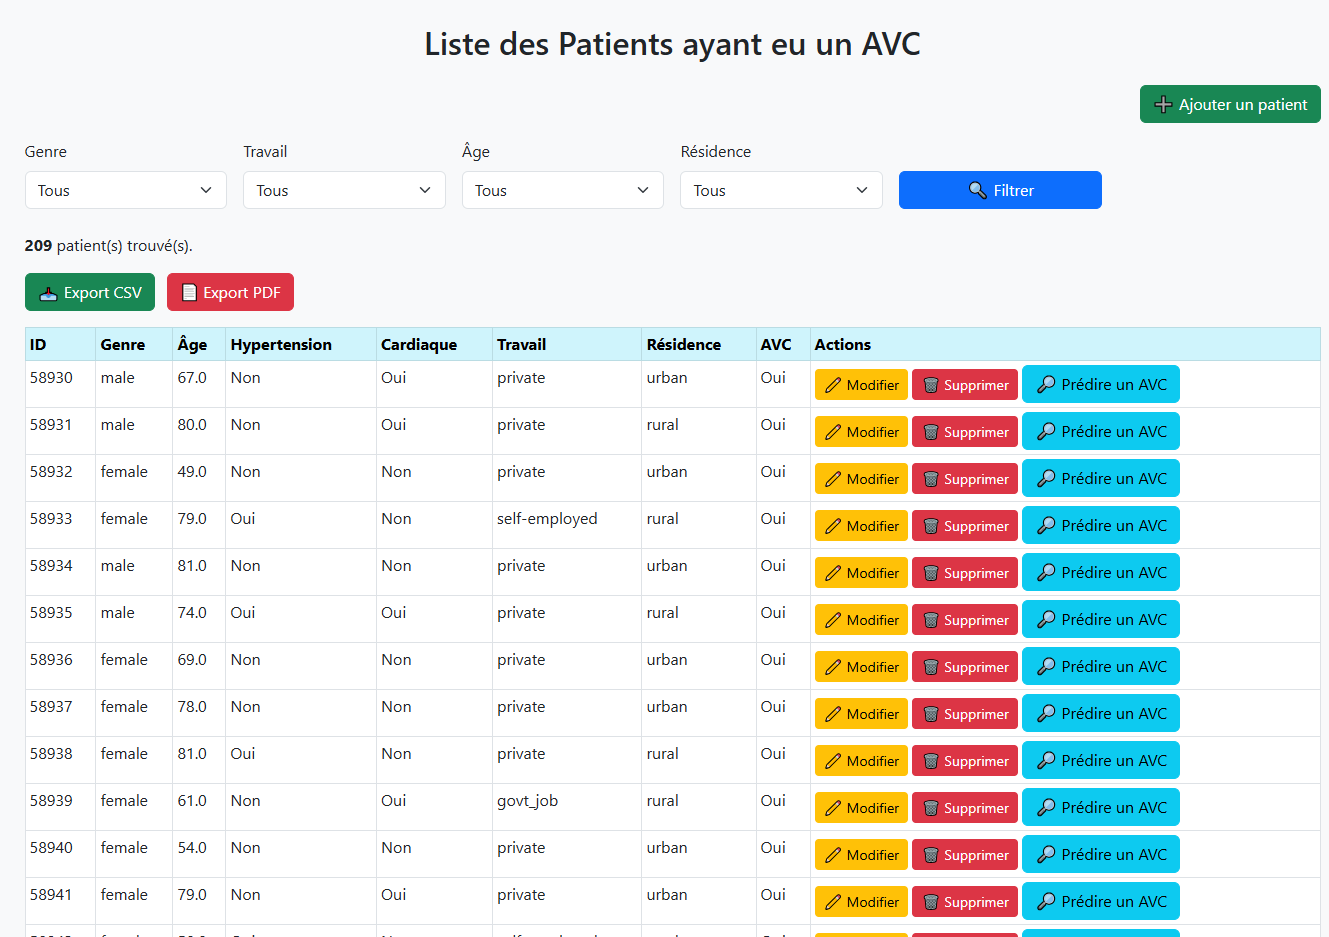 Liste des Patients ayant eu un AVC
Ajouter un patient
Genre Travail Âge Résidence
Tous Tous Tous Tous Filtrer
209 patient(s) trouvé(s).
Export CSV Export PDF
ID Genre Âge Hypertension Cardiaque Travail Résidence AVC Actions
58930 male 67.0 Non Oui private urban Oui Modifier Supprimer Prédire un AVC
58931 male 80.0 Non Oui private rural Oui Modifier Supprimer Prédire un AVC
58932 female 49.0 Non Non private urban Oui Modifier Supprimer Prédire un AVC
58933 female 79.0 Oui Non self-employed rural Oui Modifier Supprimer Prédire un AVC
58934 male 81.0 Non Non private urban Oui Modifier Supprimer Prédire un AVC
58935 male 74.0 Oui Oui private rural Oui Modifier Supprimer Prédire un AVC
58936 female 69.0 Non Non private urban Oui Modifier Supprimer Prédire un AVC
58937 female 78.0 Non Non private urban Oui Modifier Supprimer Prédire un AVC
58938 female 81.0 Oui Non private rural Oui Modifier Supprimer Prédire un AVC
58939 female 61.0 Non Oui govt_job rural Oui Modifier Supprimer Prédire un AVC
58940 female 54.0 Non Non private urban Oui Modifier Supprimer Prédire un AVC
58941 female 79.0 Non Oui private urban Oui Modifier Supprimer Prédire un AVC